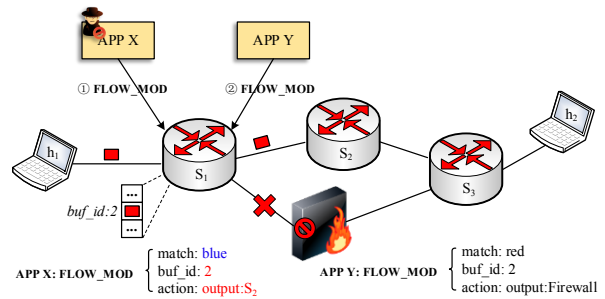 APP X
APP Y
① FLOW_MOD
② FLOW_MOD
h₁
S₁
S₂
S₃
h₂
...
buf_id:2
...
APP X: FLOW_MOD
match: blue
buf_id: 2
action: output:S₂
APP Y: FLOW_MOD
match: red
buf_id: 2
action: output:Firewall